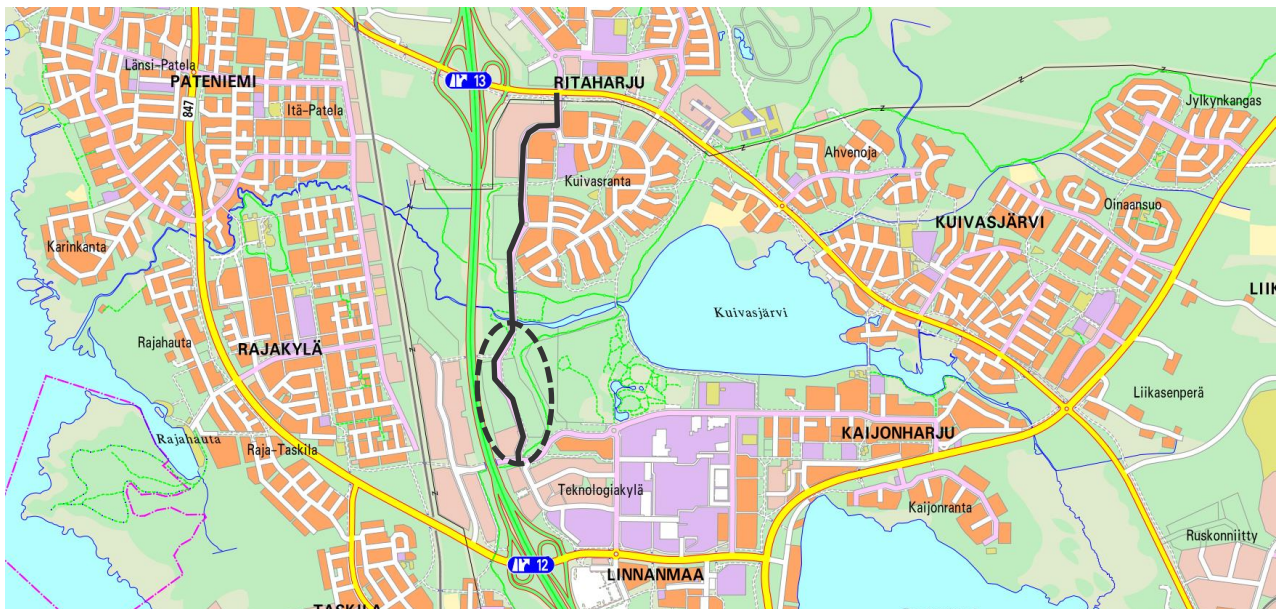 Länsi-Patela
PATENIEMI
847
Itä-Patela
13
RITAHARJU
Jylkynkangas
Ahvenoja
Kuivasranta
Oinaansuo
KUIVASJÄRVI
Karinkanta
LIIK
Kuivasjärvi
Rajahauta
RAJAKYLÄ
Liikasenperä
Rajahauta
Raja-Taskila
KAIJONHARJU
Teknologiakylä
Kaijonranta
Ruskonniitty
12
LINNANMAA
TASKILA